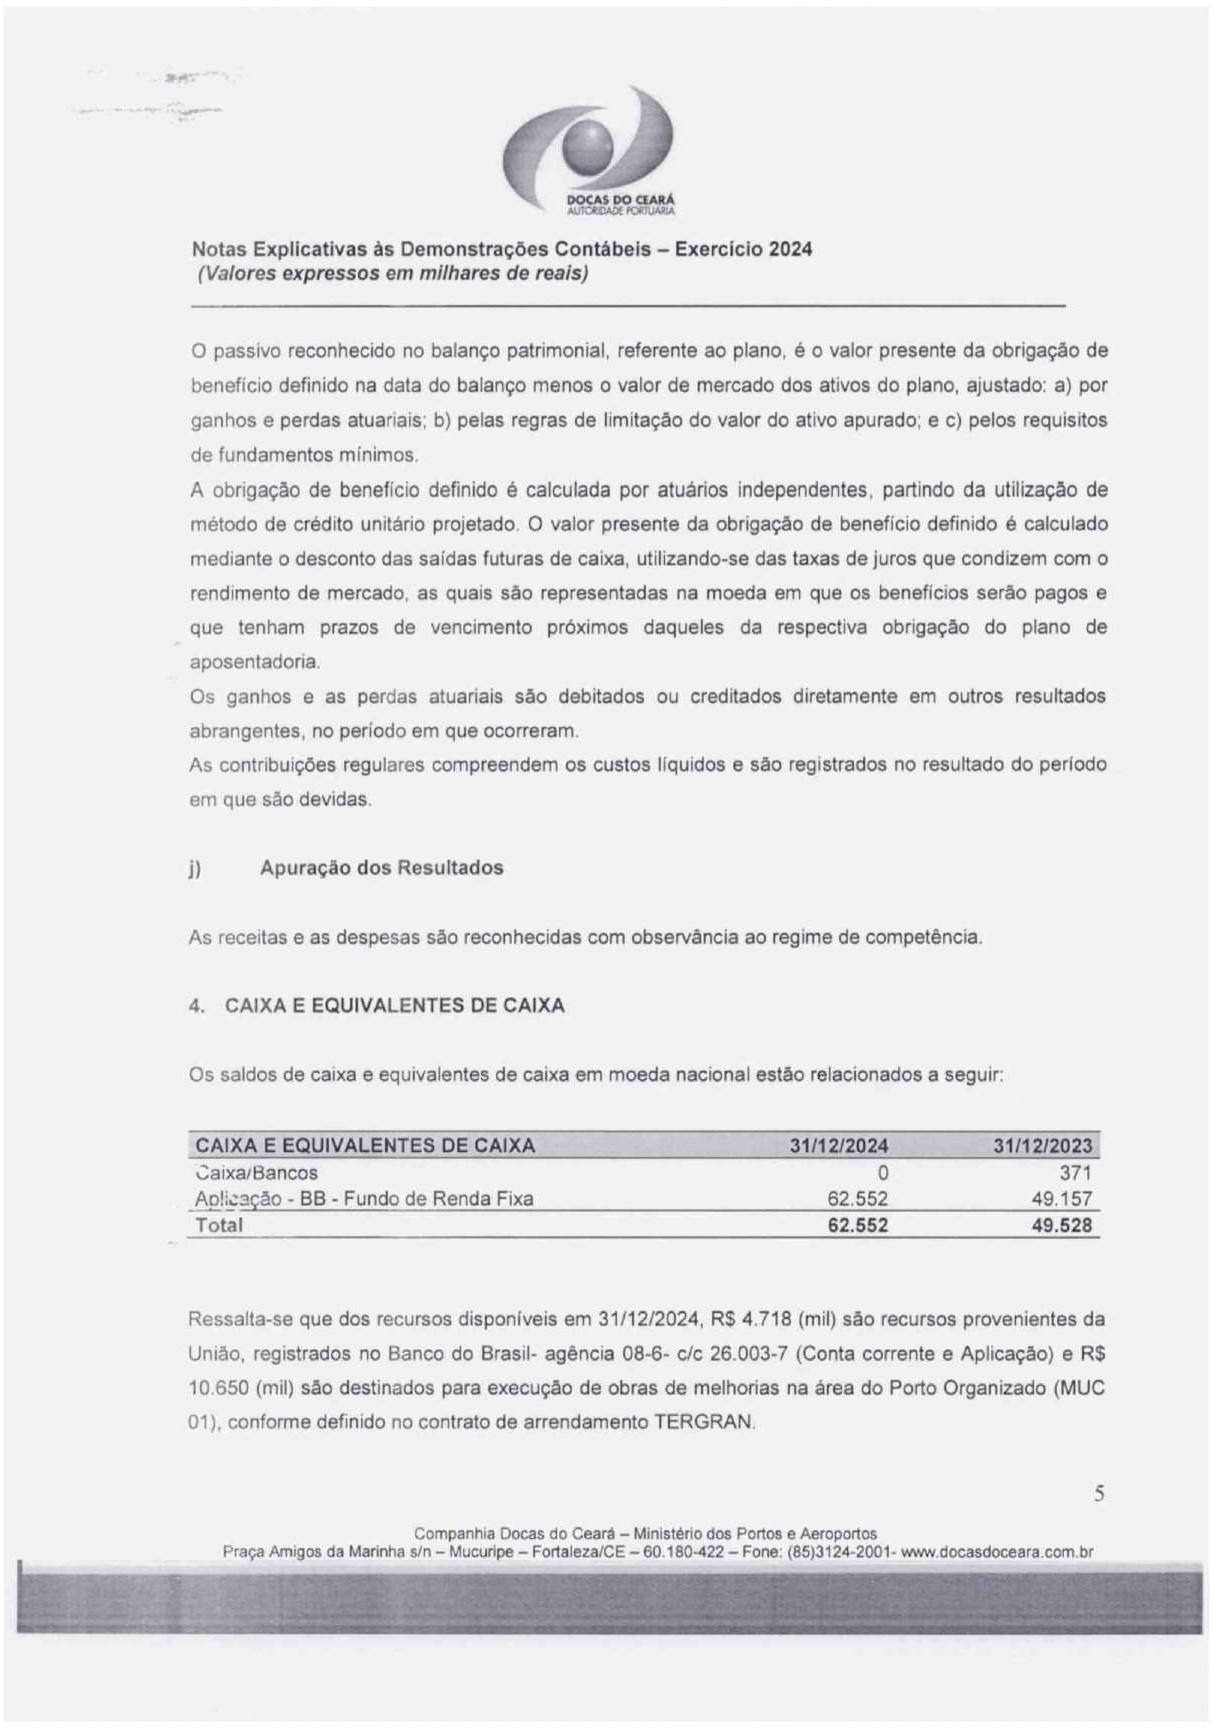 DOCAS DO CEARÁ
AUTORIDADE PORTUÁRIA
Notas Explicativas às Demonstrações Contábeis – Exercício 2024
(Valores expressos em milhares de reais)
O passivo reconhecido no balanço patrimonial, referente ao plano, é o valor presente da obrigação de
benefício definido na data do balanço menos o valor de mercado dos ativos do plano, ajustado: a) por
ganhos e perdas atuariais; b) pelas regras de limitação do valor do ativo apurado; e c) pelos requisitos
de fundamentos mínimos.
A obrigação de benefício definido é calculada por atuários independentes, partindo da utilização de
método de crédito unitário projetado. O valor presente da obrigação de benefício definido é calculado
mediante o desconto das saídas futuras de caixa, utilizando-se das taxas de juros que condizem com o
rendimento de mercado, as quais são representadas na moeda em que os benefícios serão pagos e
que tenham prazos de vencimento próximos daqueles da respectiva obrigação do plano de
aposentadoria.
Os ganhos e as perdas atuariais são debitados ou creditados diretamente em outros resultados
abrangentes, no período em que ocorreram.
As contribuições regulares compreendem os custos líquidos e são registrados no resultado do período
em que são devidas.
j) Apuração dos Resultados
As receitas e as despesas são reconhecidas com observância ao regime de competência.
4. CAIXA E EQUIVALENTES DE CAIXA
Os saldos de caixa e equivalentes de caixa em moeda nacional estão relacionados a seguir:
CAIXA E EQUIVALENTES DE CAIXA 31/12/2024 31/12/2023
Caixa/Bancos 0 371
Aplicação - BB - Fundo de Renda Fixa 62.552 49.157
Total 62.552 49.528
Ressalta-se que dos recursos disponíveis em 31/12/2024, R$ 4.718 (mil) são recursos provenientes da
União, registrados no Banco do Brasil- agência 08-6- c/c 26.003-7 (Conta corrente e Aplicação) e R$
10.650 (mil) são destinados para execução de obras de melhorias na área do Porto Organizado (MUC
01), conforme definido no contrato de arrendamento TERGRAN.
5
Companhia Docas do Ceará – Ministério dos Portos e Aeroportos
Praça Amigos da Marinha s/n – Mucuripe – Fortaleza/CE – 60.180-422 – Fone: (85)3124-2001- www.docasdoceara.com.br